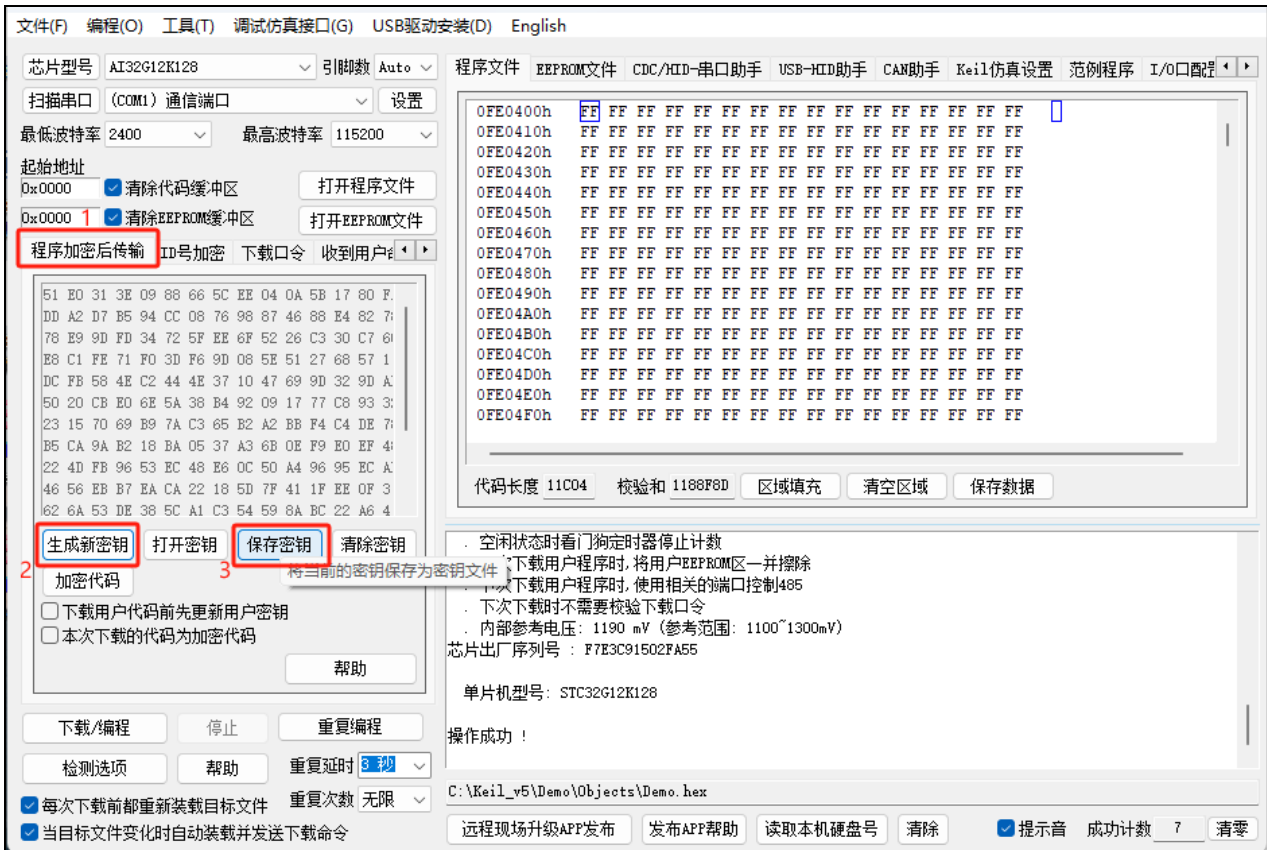 文件(F) 编程(O) 工具(T) 调试仿真接口(G) USB驱动安装(D) English
芯片型号 AI32G12K128 引脚数 Auto
扫描串口 (COM1) 通信端口 设置
最低波特率 2400 最高波特率 115200
起始地址
0x0000 清除代码缓冲区 打开程序文件
0x0000 1 清除EEPROM缓冲区 打开EEPROM文件
程序加密后传输 ID号加密 下载口令 收到用户
51 E0 31 3E 09 88 66 5C EE 04 0A 5B 17 80 F.
DD A2 D7 B5 94 CC 08 76 98 87 46 88 E4 82 7
78 E9 9D FD 34 72 5F EE 6F 52 26 C3 30 C7 6
E8 C1 FE 71 F0 3D F6 9D 08 5E 51 27 68 57 1
DC FB 58 4E C2 44 4E 37 10 47 69 9D 32 9D A
50 20 CB E0 6E 5A 38 B4 92 09 17 77 C8 93 3
23 15 70 69 B9 7A C3 65 B2 A2 BB F4 C4 DE 7
B5 CA 9A B2 18 BA 05 37 A3 6B 0E F9 E0 EF 4
22 4D FB 96 53 EC 48 E6 0C 50 A4 96 95 EC A
46 56 EB B7 EA CA 22 18 5D 7F 41 1F EE 0F 3
62 6A 53 DE 38 5C A1 C3 54 59 8A BC 22 A6 4
生成新密钥 打开密钥 保存密钥 清除密钥
2 加密代码 3 将当前的密钥保存为密钥文件
下载用户代码前先更新用户密钥
本次下载的代码为加密代码
帮助
下载/编程 停止 重复编程
检测选项 帮助 重复延时 3 秒
每次下载前都重新装载目标文件 重复次数 无限
当目标文件变化时自动装载并发送下载命令
程序文件 EEPROM文件 CDC/HID-串口助手 USB-HID助手 CAN助手 Keil仿真设置 范例程序 I/O口配
0FE0400h FF FF FF FF FF FF FF FF FF FF FF FF FF FF FF FF
0FE0410h FF FF FF FF FF FF FF FF FF FF FF FF FF FF FF FF
0FE0420h FF FF FF FF FF FF FF FF FF FF FF FF FF FF FF FF
0FE0430h FF FF FF FF FF FF FF FF FF FF FF FF FF FF FF FF
0FE0440h FF FF FF FF FF FF FF FF FF FF FF FF FF FF FF FF
0FE0450h FF FF FF FF FF FF FF FF FF FF FF FF FF FF FF FF
0FE0460h FF FF FF FF FF FF FF FF FF FF FF FF FF FF FF FF
0FE0470h FF FF FF FF FF FF FF FF FF FF FF FF FF FF FF FF
0FE0480h FF FF FF FF FF FF FF FF FF FF FF FF FF FF FF FF
0FE0490h FF FF FF FF FF FF FF FF FF FF FF FF FF FF FF FF
0FE04A0h FF FF FF FF FF FF FF FF FF FF FF FF FF FF FF FF
0FE04B0h FF FF FF FF FF FF FF FF FF FF FF FF FF FF FF FF
0FE04C0h FF FF FF FF FF FF FF FF FF FF FF FF FF FF FF FF
0FE04D0h FF FF FF FF FF FF FF FF FF FF FF FF FF FF FF FF
0FE04E0h FF FF FF FF FF FF FF FF FF FF FF FF FF FF FF FF
0FE04F0h FF FF FF FF FF FF FF FF FF FF FF FF FF FF FF FF
代码长度 11C04 校验和 1188F8D 区域填充 清空区域 保存数据
. 空闲状态时看门狗定时器停止计数
下载用户程序时,将用户EEPROM区一并擦除
. 下次下载用户程序时,使用相关的端口控制485
. 下次下载时不需要校验下载口令
. 内部参考电压: 1190 mV (参考范围: 1100~1300mV)
芯片出厂序列号 : F7E3C91502FA55
单片机型号: STC32G12K128
操作成功 !
C:\Keil_v5\Demo\Objects\Demo.hex
远程现场升级APP发布 发布APP帮助 读取本机硬盘号 清除 提示音 成功计数 7 清零